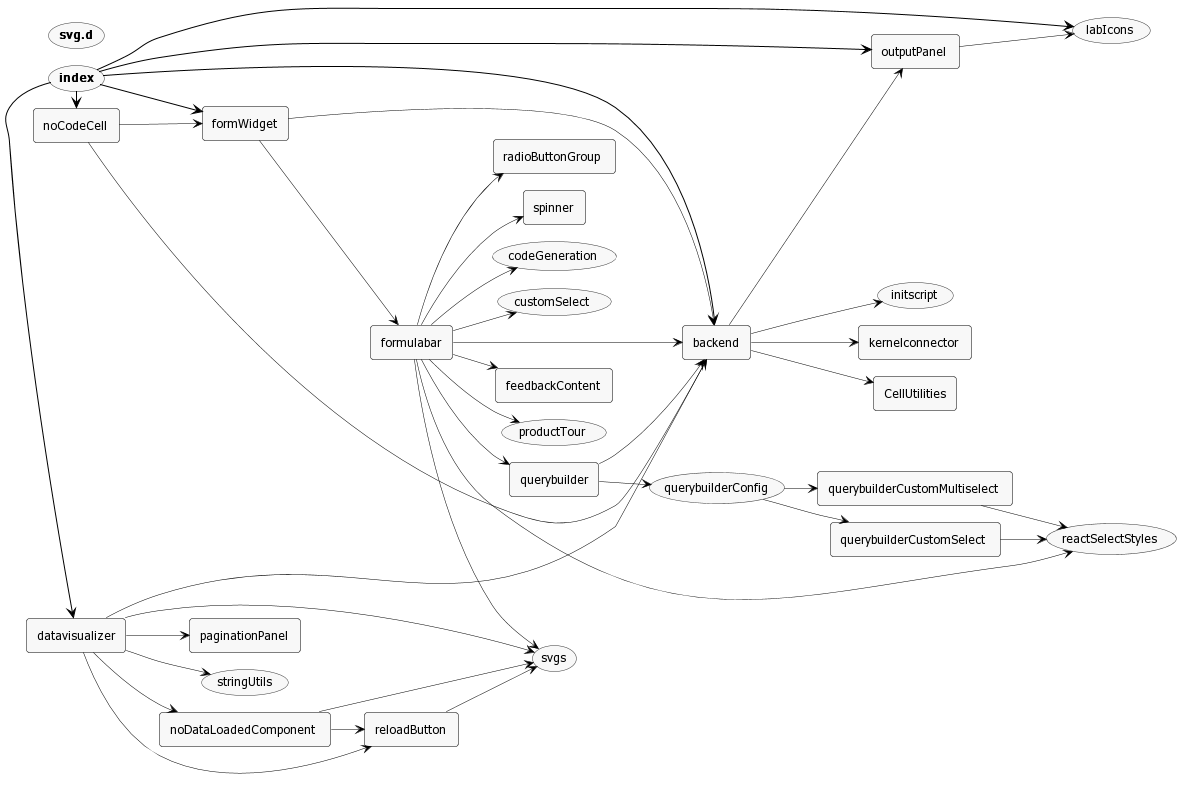 svg.d
labIcons
outputPanel
index
noCodeCell
formWidget
radioButtonGroup
spinner
codeGeneration
customSelect
initscript
formulabar
backend
kernelconnector
feedbackContent
CellUtilities
productTour
querybuilder
querybuilderConfig
querybuilderCustomMultiselect
querybuilderCustomSelect
reactSelectStyles
datavisualizer
paginationPanel
svgs
stringUtils
noDataLoadedComponent
reloadButton